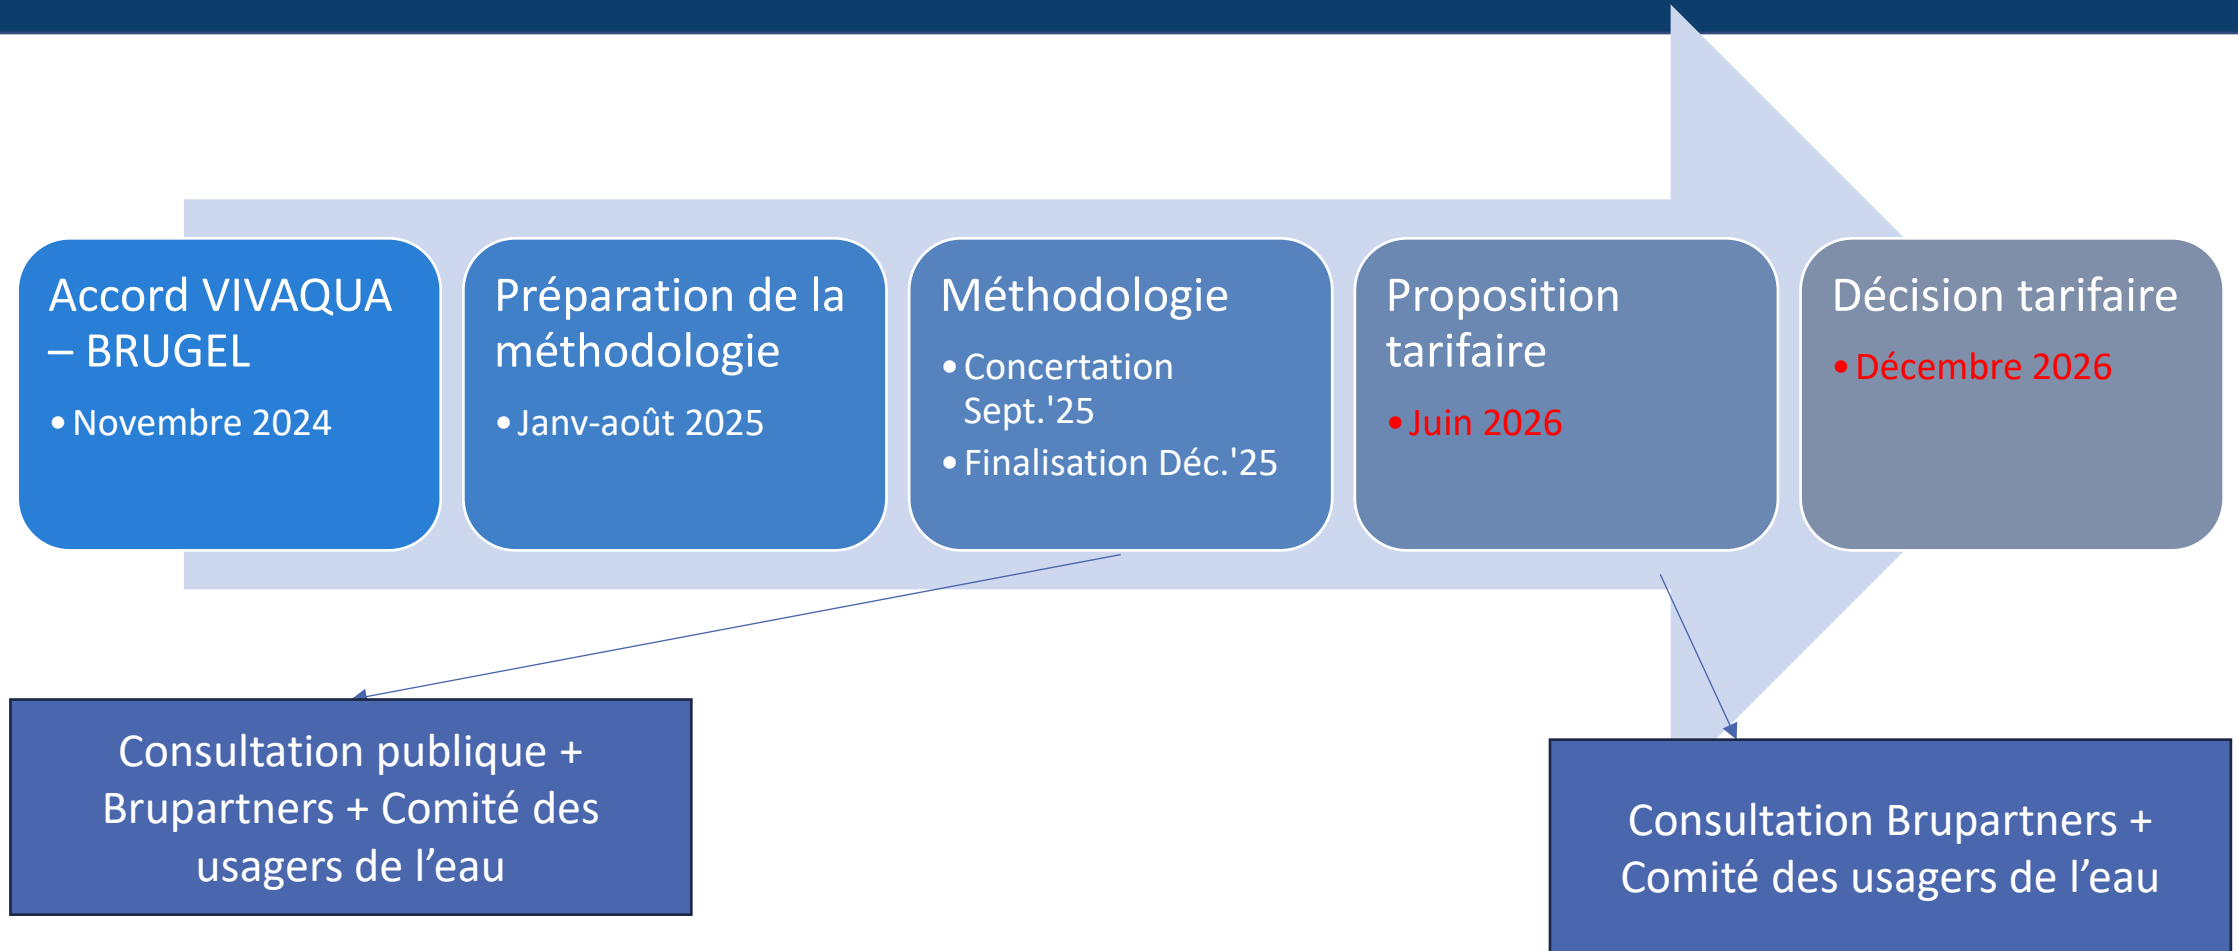 Accord VIVAQUA
– BRUGEL
• Novembre 2024
Préparation de la
méthodologie
• Janv-août 2025
Méthodologie
• Concertation
Sept.'25
• Finalisation Déc.'25
Proposition
tarifaire
• Juin 2026
Décision tarifaire
• Décembre 2026
Consultation publique +
Brupartners + Comité des
usagers de l’eau
Consultation Brupartners +
Comité des usagers de l’eau